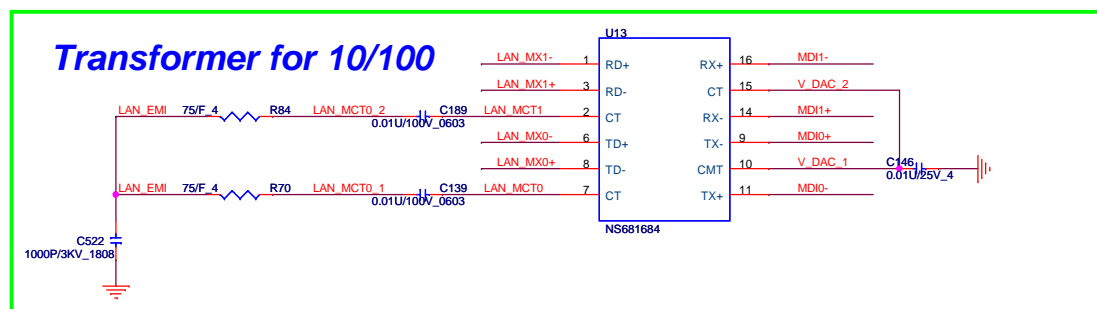 U13
Transformer for 10/100
LAN_MX1- 1 RD+ RX+ 16 MDI1-
LAN_MX1+ 3 RD- CT 15 V_DAC_2
LAN_EMI 75/F_4 R84 LAN_MCT0_2 C189 LAN_MCT1 2 CT RX- 14 MDI1+
0.01U/100V_0603
LAN_MX0- 6 TD+ TX- 9 MDI0+
LAN_MX0+ 8 TD- CMT 10 V_DAC_1 C146
0.01U/25V_4
LAN_EMI 75/F_4 R70 LAN_MCT0_1 C139 LAN_MCT0 7 CT TX+ 11 MDI0-
0.01U/100V_0603
NS681684
C522
1000P/3KV_1808